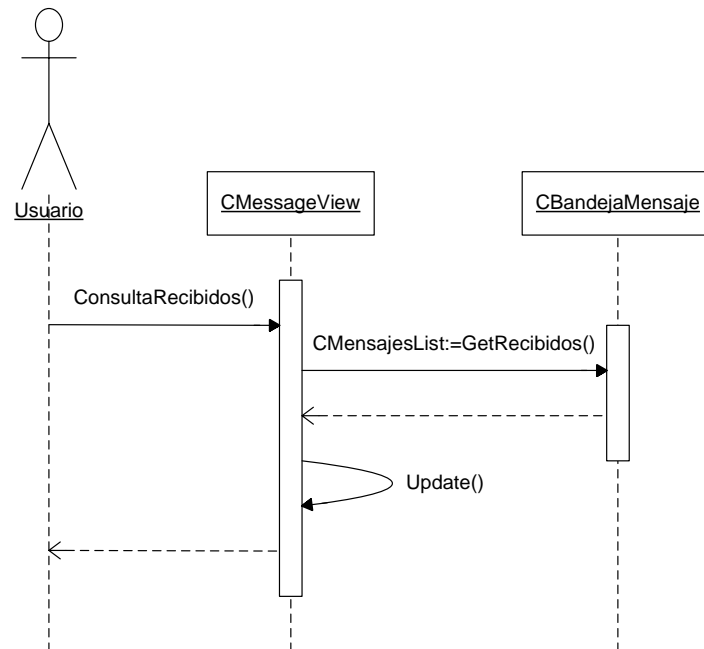 Usuario
CMessageView
CBandejaMensaje
ConsultaRecibidos()
CMensajesList:=GetRecibidos()
Update()